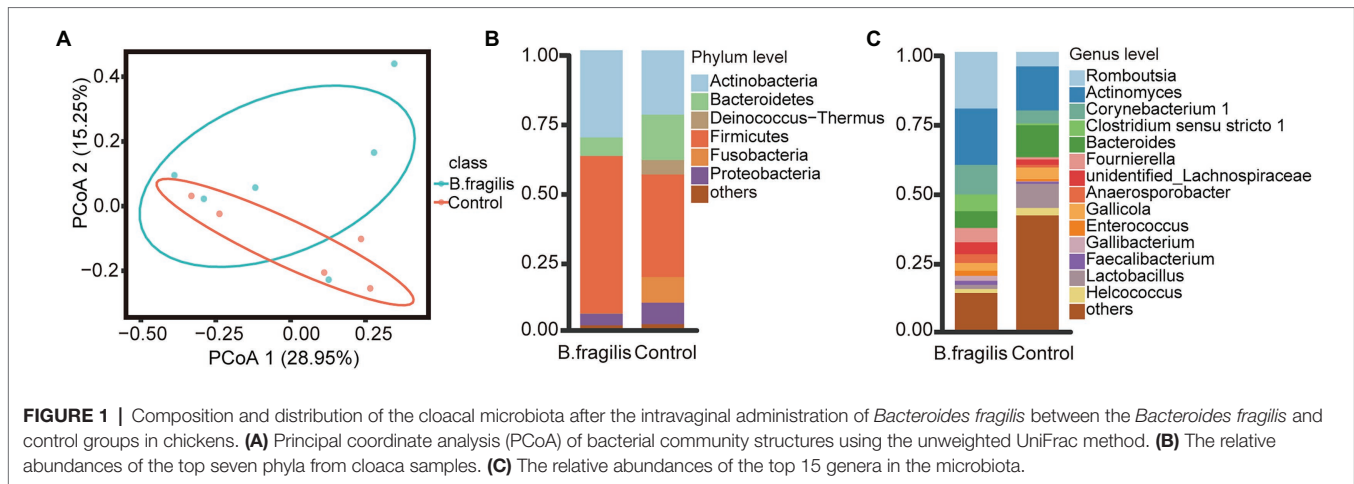 A
0.4
0.2
0.0
−0.2
PCoA 2 (15.25%)
−0.50
−0.25
0.00
0.25
PCoA 1 (28.95%)
class
B.fragilis
Control
B
1.00
0.75
0.50
0.25
0.00
B.fragilis
Control
Phylum level
Actinobacteria
Bacteroidetes
Deinococcus−Thermus
Firmicutes
Fusobacteria
Proteobacteria
others
C
1.00
0.75
0.50
0.25
0.00
B.fragilis
Control
Genus level
Romboutsia
Actinomyces
Corynebacterium 1
Clostridium sensu stricto 1
Bacteroides
Fournierella
unidentified_Lachnospiraceae
Anaerosporobacter
Gallicola
Enterococcus
Gallibacterium
Faecalibacterium
Lactobacillus
Helcococcus
others
FIGURE 1 | Composition and distribution of the cloacal microbiota after the intravaginal administration of Bacteroides fragilis between the Bacteroides fragilis and
control groups in chickens. (A) Principal coordinate analysis (PCoA) of bacterial community structures using the unweighted UniFrac method. (B) The relative
abundances of the top seven phyla from cloaca samples. (C) The relative abundances of the top 15 genera in the microbiota.